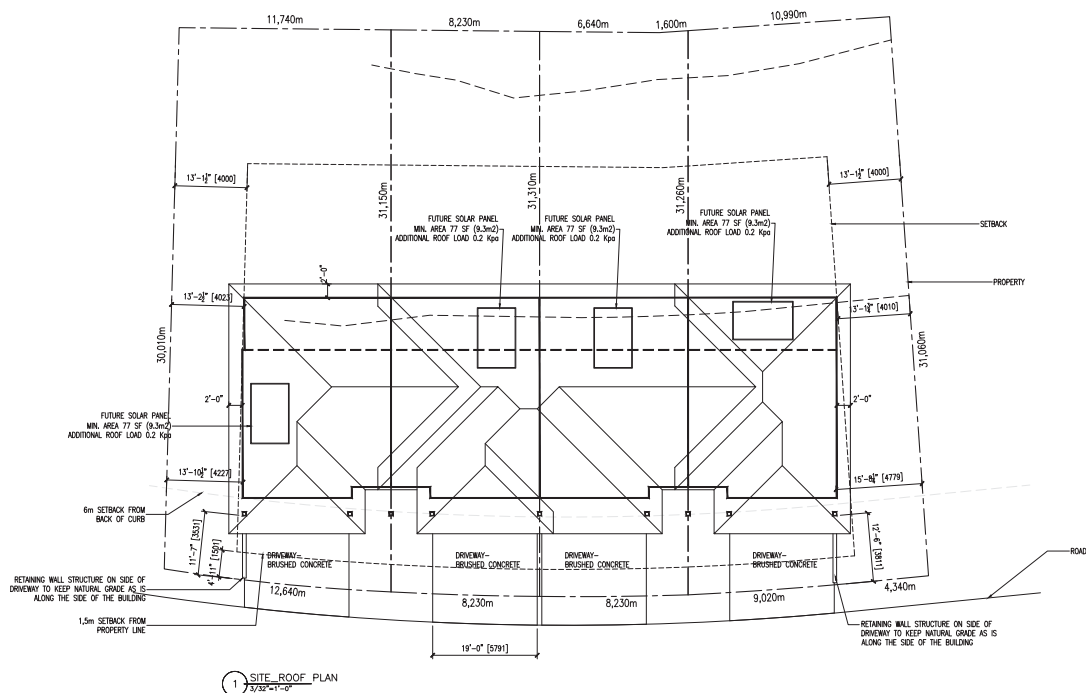 11,740m
8,230m
6,640m
1,600m
10,990m
13'-1½" [4000]
13'-1½" [4000]
31,150m
31,310m
31,260m
FUTURE SOLAR PANEL
MIN. AREA 77 SF (9.3m2)
ADDITIONAL ROOF LOAD 0.2 Kpa
FUTURE SOLAR PANEL
MIN. AREA 77 SF (9.3m2)
ADDITIONAL ROOF LOAD 0.2 Kpa
FUTURE SOLAR PANEL
MIN. AREA 77 SF (9.3m2)
ADDITIONAL ROOF LOAD 0.2 Kpa
SETBACK
PROPERTY
2'-0"
13'-2½" [4023]
[4010]
30,010m
31,060m
2'-0"
2'-0"
FUTURE SOLAR PANEL
MIN. AREA 77 SF (9.3m2)
ADDITIONAL ROOF LOAD 0.2 Kpa
13'-10½" [4227]
[4779]
6m SETBACK FROM
BACK OF CURB
11'-7" [3531]
4'-11" [1501]
12'-6" [3811]
ROAD
DRIVEWAY-
BRUSHED CONCRETE
DRIVEWAY-
BRUSHED CONCRETE
DRIVEWAY-
BRUSHED CONCRETE
DRIVEWAY-
BRUSHED CONCRETE
RETAINING WALL STRUCTURE ON SIDE OF
DRIVEWAY TO KEEP NATURAL GRADE AS IS
ALONG THE SIDE OF THE BUILDING
12,640m
8,230m
8,230m
9,020m
4,340m
1,5m SETBACK FROM
PROPERTY LINE
RETAINING WALL STRUCTURE ON SIDE OF
DRIVEWAY TO KEEP NATURAL GRADE AS IS
ALONG THE SIDE OF THE BUILDING
19'-0" [5791]
1 SITE_ROOF PLAN
3/32"=1'-0"